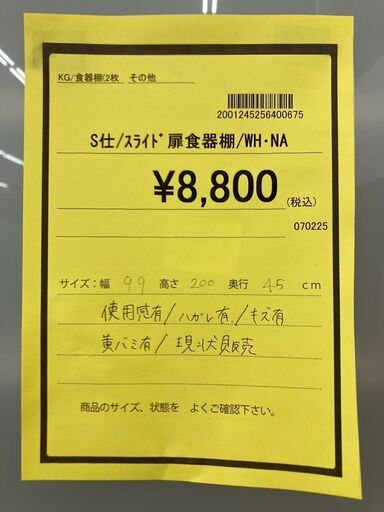 KG/食器棚(2枚　その他
2001245256400675
S仕/ｽﾗｲﾄﾞ扉食器棚/WH･NA
¥8,800(税込)
070225
サイズ：幅 99 高さ 200 奥行 45 cm
使用感有/ハガレ有/キズ有
黄バミ有/現状販売
商品のサイズ、状態を よくご確認下さい。